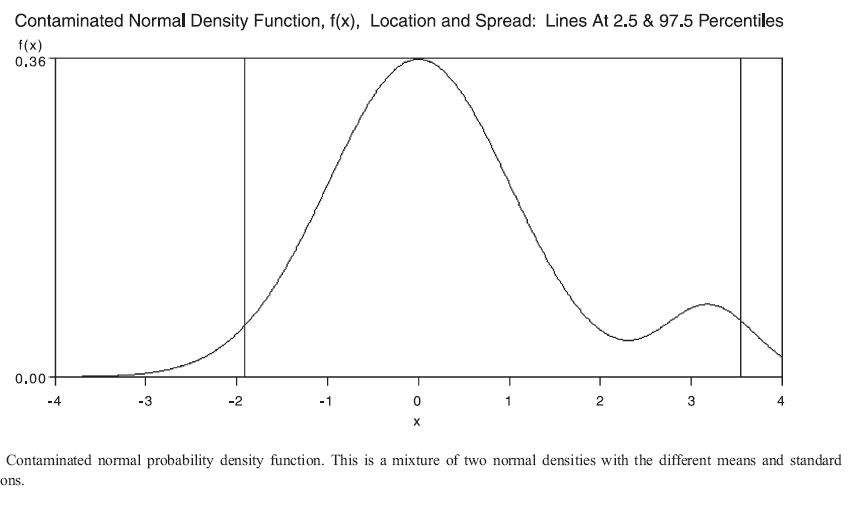 Contaminated Normal Density Function, f(x), Location and Spread: Lines At 2.5 & 97.5 Percentiles
f(x)
0.36
0.00
-4 -3 -2 -1 0 1 2 3 4
x
Contaminated normal probability density function. This is a mixture of two normal densities with the different means and standard
ons.